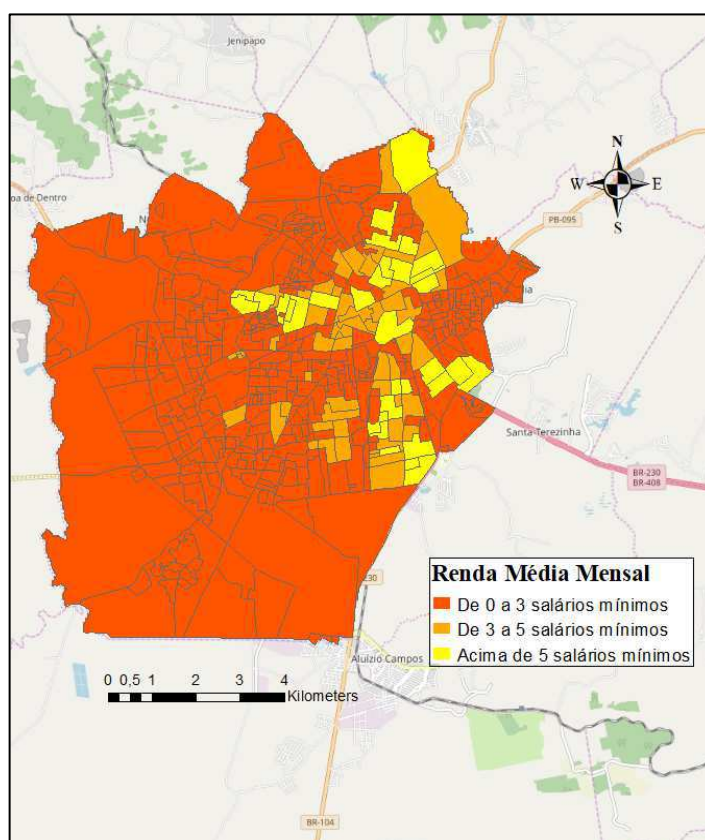 Jenipapo
N
W E
S
oa de Dentro
PB-095
Santa-Terezinha
BR-230
BR-408
Renda Média Mensal
De 0 a 3 salários mínimos
De 3 a 5 salários mínimos
Acima de 5 salários mínimos
230
0 0,5 1 2 3 4
Kilometers
Aluízio Campos
BR-104